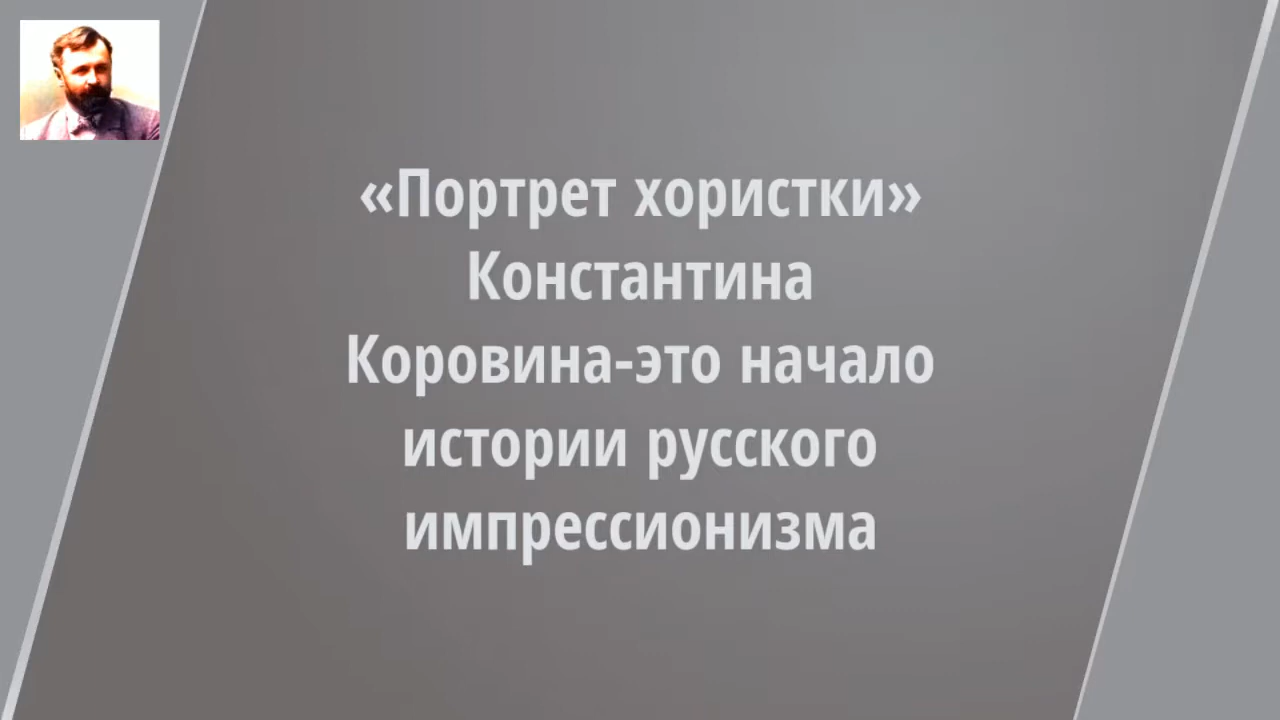 «Портрет хористки»
Константина
Коровина-это начало
истории русского
импрессионизма